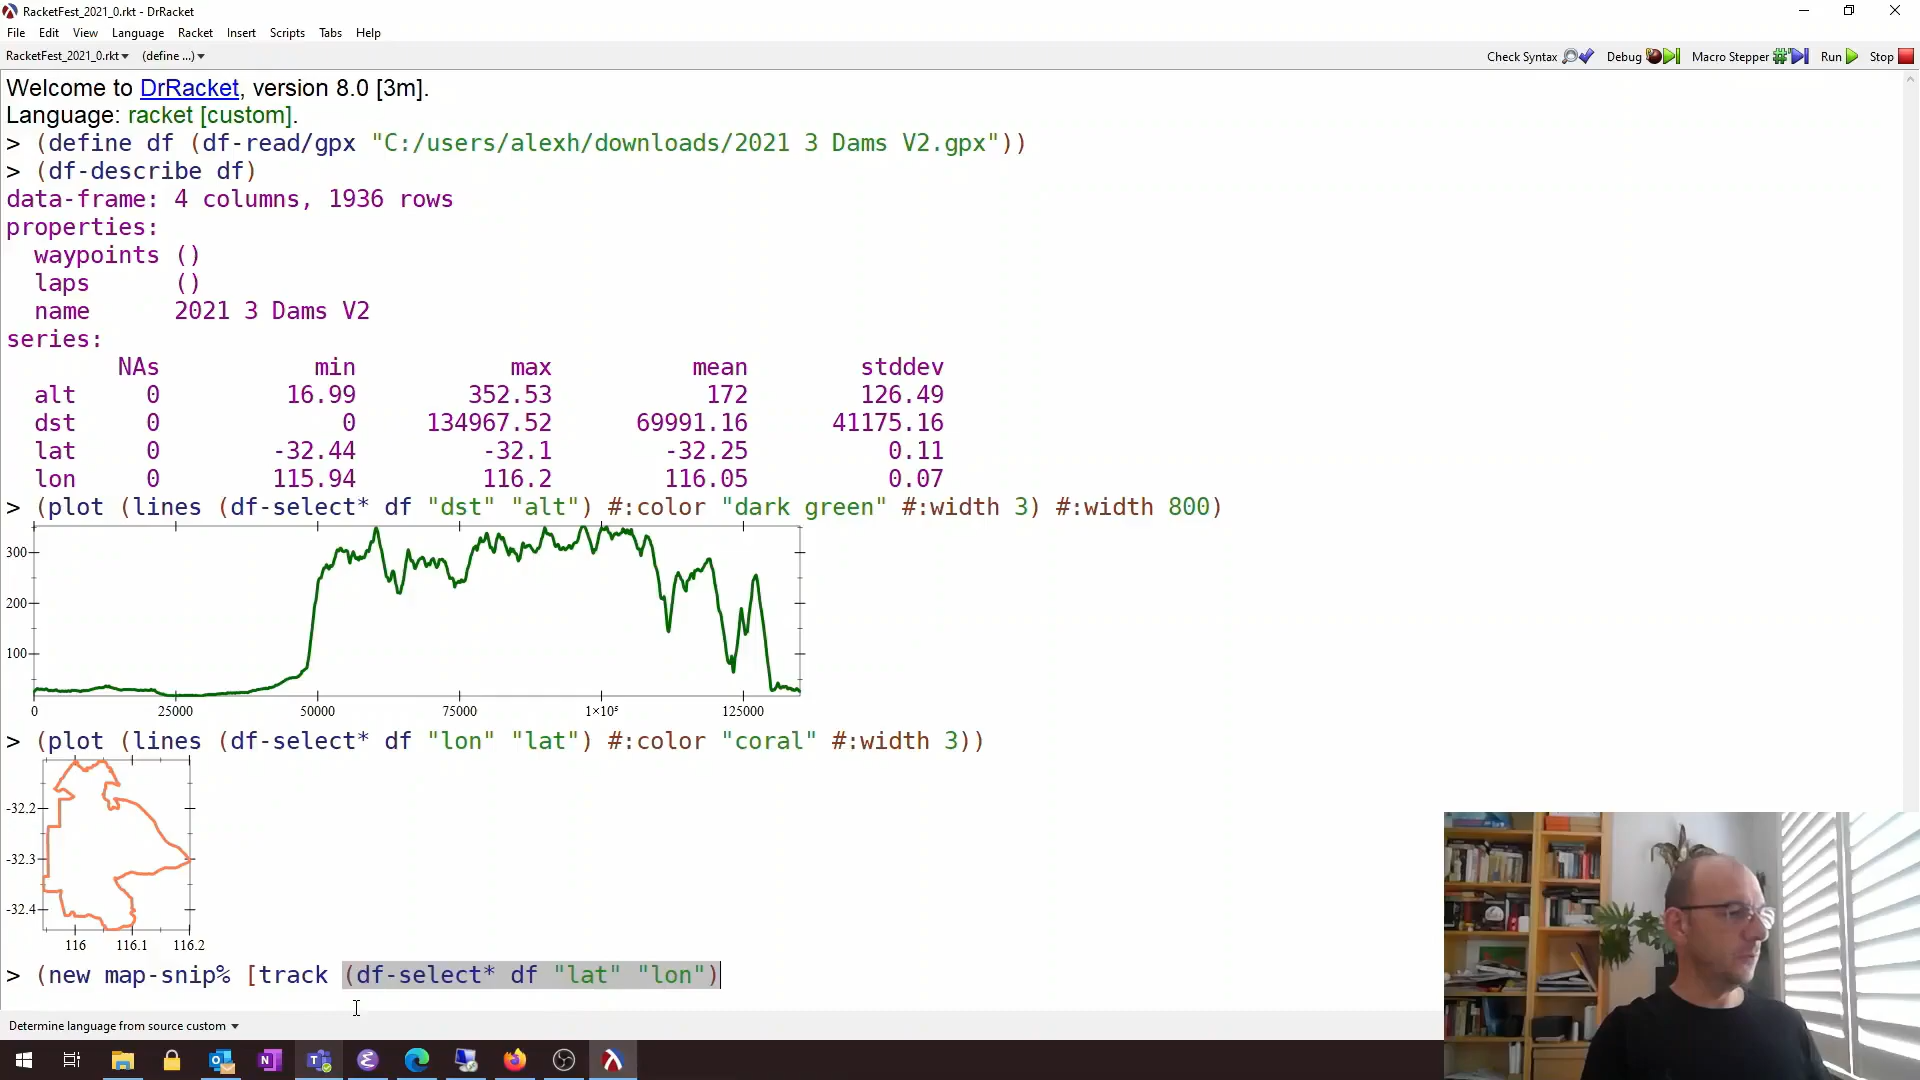 RacketFest_2021_0.rkt - DrRacket
File Edit View Language Racket Insert Scripts Tabs Help
RacketFest_2021_0.rkt (define ...) Check Syntax Debug Macro Stepper Run Stop
Welcome to DrRacket, version 8.0 [3m].
Language: racket [custom].
> (define df (df-read/gpx "C:/users/alexh/downloads/2021 3 Dams V2.gpx"))
> (df-describe df)
data-frame: 4 columns, 1936 rows
properties:
waypoints ()
laps ()
name 2021 3 Dams V2
series:
NAs min max mean stddev
alt 0 16.99 352.53 172 126.49
dst 0 0 134967.52 69991.16 41175.16
lat 0 -32.44 -32.1 -32.25 0.11
lon 0 115.94 116.2 116.05 0.07
> (plot (lines (df-select* df "dst" "alt") #:color "dark green" #:width 3) #:width 800)
300
200
100
0 25000 50000 75000 1×10⁵ 125000
> (plot (lines (df-select* df "lon" "lat") #:color "coral" #:width 3))
-32.2
-32.3
-32.4
116 116.1 116.2
> (new map-snip% [track (df-select* df "lat" "lon")
Determine language from source custom